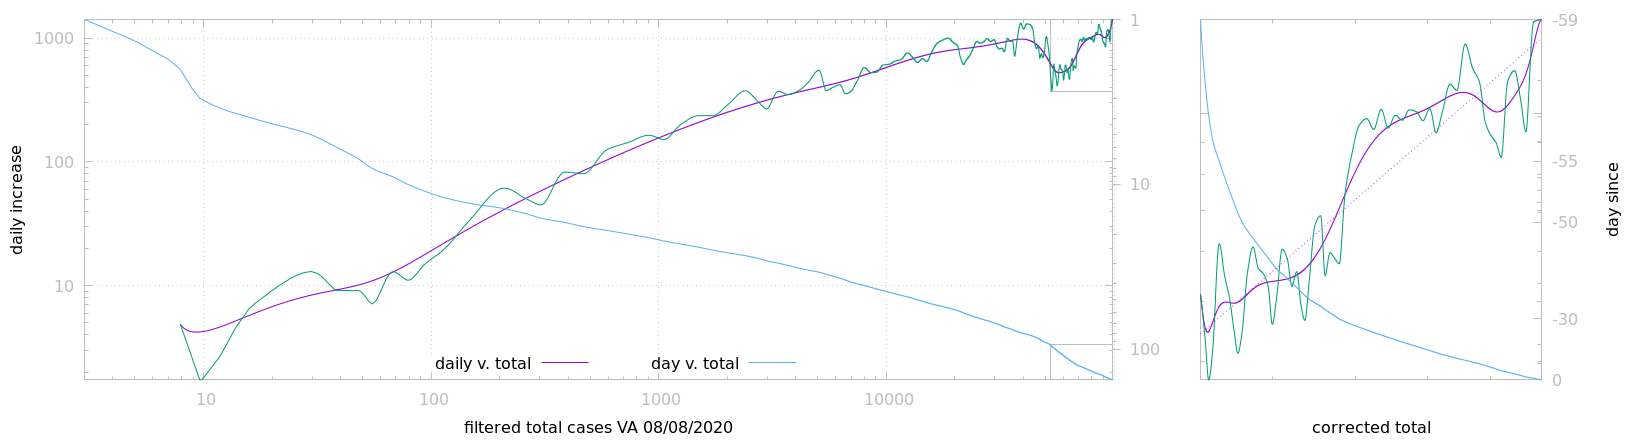 daily increase
1000
100
10
10
100
1000
10000
filtered total cases VA 08/08/2020
daily v. total
day v. total
1
10
100
-59
-55
-50
-30
0
day since
corrected total